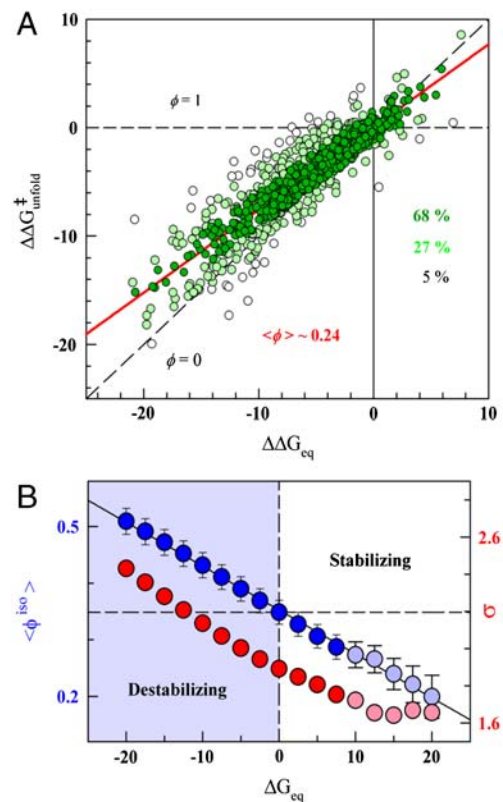 A
10
0
-10
-20
ΔΔG‡unfold
ϕ = 1
68 %
27 %
5 %
<ϕ> ~ 0.24
ϕ = 0
-20 -10 0 10
ΔΔGeq
B
0.5
0.2
<ϕiso>
Stabilizing
Destabilizing
2.6
1.6
σ
-20 -10 0 10 20
ΔGeq